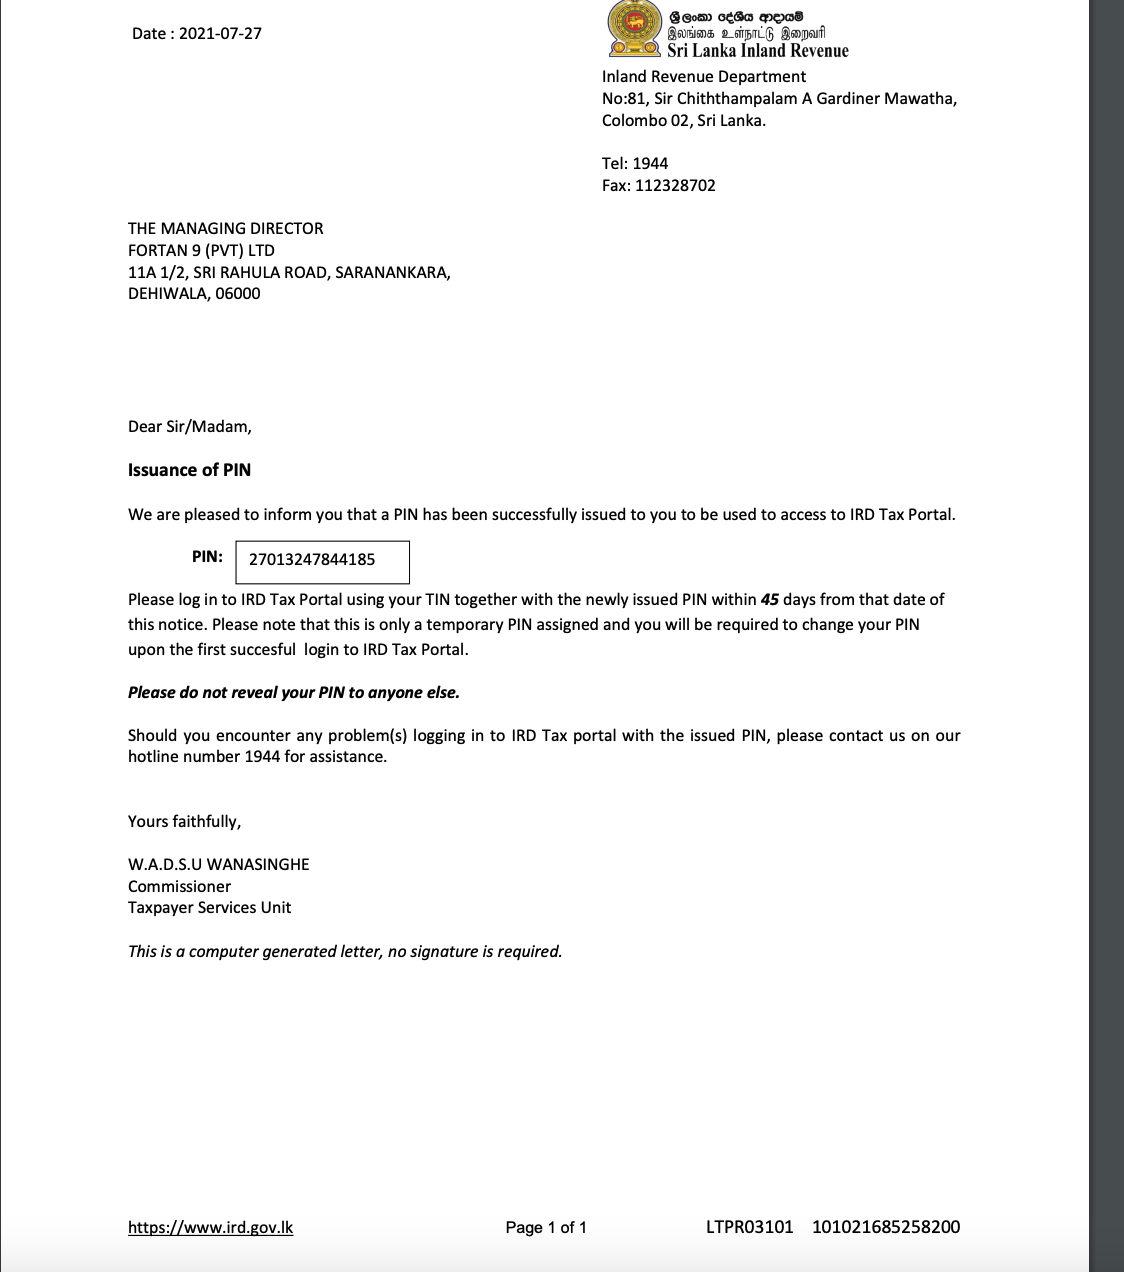 Date : 2021-07-27
ශ්‍රී ලංකා දේශීය ආදායම්
இலங்கை உள்நாட்டு இறைவரி
Sri Lanka Inland Revenue
Inland Revenue Department
No:81, Sir Chiththampalam A Gardiner Mawatha,
Colombo 02, Sri Lanka.
Tel: 1944
Fax: 112328702
THE MANAGING DIRECTOR
FORTAN 9 (PVT) LTD
11A 1/2, SRI RAHULA ROAD, SARANANKARA,
DEHIWALA, 06000
Dear Sir/Madam,
Issuance of PIN
We are pleased to inform you that a PIN has been successfully issued to you to be used to access to IRD Tax Portal.
PIN: 27013247844185
Please log in to IRD Tax Portal using your TIN together with the newly issued PIN within 45 days from that date of
this notice. Please note that this is only a temporary PIN assigned and you will be required to change your PIN
upon the first succesful login to IRD Tax Portal.
Please do not reveal your PIN to anyone else.
Should you encounter any problem(s) logging in to IRD Tax portal with the issued PIN, please contact us on our
hotline number 1944 for assistance.
Yours faithfully,
W.A.D.S.U WANASINGHE
Commissioner
Taxpayer Services Unit
This is a computer generated letter, no signature is required.
https://www.ird.gov.lk Page 1 of 1 LTPR03101 101021685258200